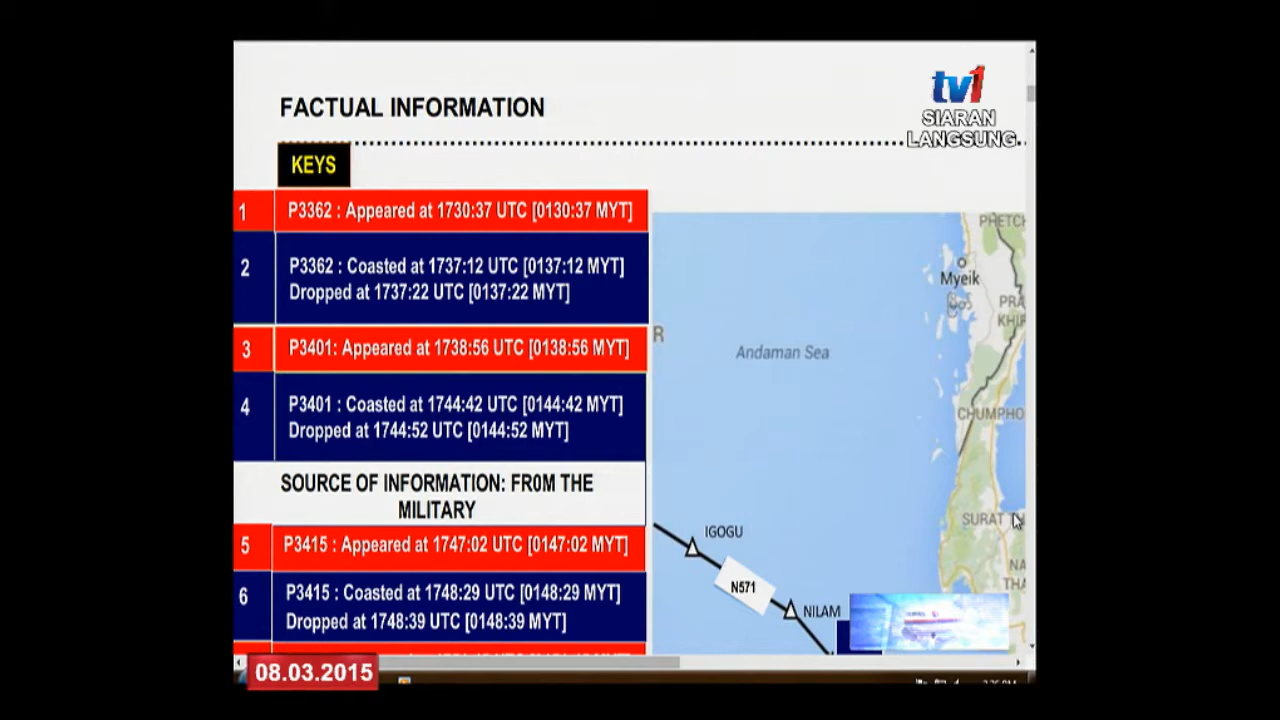 tv1
SIARAN
LANGSUNG
FACTUAL INFORMATION
KEYS
1 P3362 : Appeared at 1730:37 UTC [0130:37 MYT]
2 P3362 : Coasted at 1737:12 UTC [0137:12 MYT]
Dropped at 1737:22 UTC [0137:22 MYT]
3 P3401: Appeared at 1738:56 UTC [0138:56 MYT]
4 P3401 : Coasted at 1744:42 UTC [0144:42 MYT]
Dropped at 1744:52 UTC [0144:52 MYT]
SOURCE OF INFORMATION: FR0M THE
MILITARY
5 P3415 : Appeared at 1747:02 UTC [0147:02 MYT]
6 P3415 : Coasted at 1748:29 UTC [0148:29 MYT]
Dropped at 1748:39 UTC [0148:39 MYT]
PHETCH
Myeik
PRA
KHIR
R
Andaman Sea
CHUMPHO
SURAT
NA
THA
IGOGU
N571
NILAM
08.03.2015